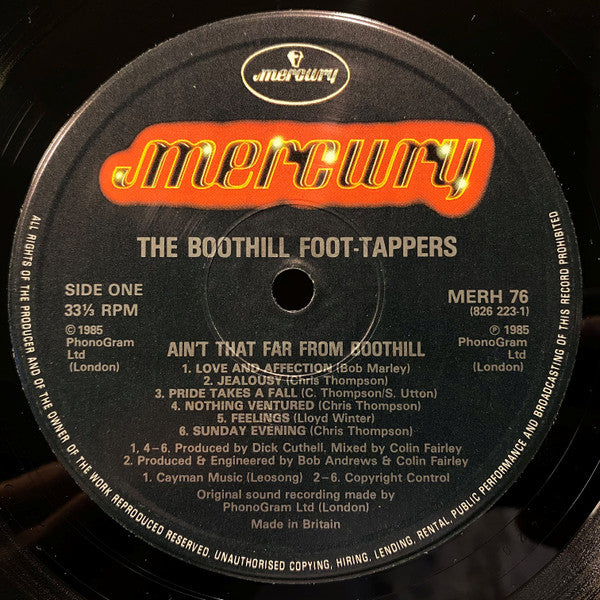 mercury
mercury
THE BOOTHILL FOOT-TAPPERS
SIDE ONE
33⅓ RPM
© 1985
PhonoGram
Ltd
(London)
MERH 76
(826 223-1)
℗ 1985
PhonoGram
Ltd
(London)
AIN'T THAT FAR FROM BOOTHILL
1. LOVE AND AFFECTION (Bob Marley)
2. JEALOUSY (Chris Thompson)
3. PRIDE TAKES A FALL (C. Thompson/S. Utton)
4. NOTHING VENTURED (Chris Thompson)
5. FEELINGS (Lloyd Winter)
6. SUNDAY EVENING (Chris Thompson)
1, 4–6. Produced by Dick Cuthell. Mixed by Colin Fairley
2. Produced & Engineered by Bob Andrews & Colin Fairley
1. Cayman Music (Leosong) 2–6. Copyright Control
Original sound recording made by
PhonoGram Ltd (London)
Made in Britain
ALL RIGHTS OF THE PRODUCER AND OF THE OWNER OF THE WORK REPRODUCED RESERVED. UNAUTHORISED COPYING, HIRING, LENDING, RENTAL, PUBLIC PERFORMANCE AND BROADCASTING OF THIS RECORD PROHIBITED